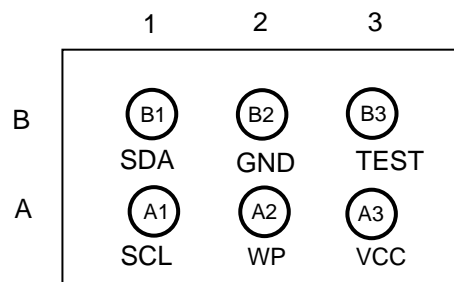 1 2 3
B B1 B2 B3
SDA GND TEST
A A1 A2 A3
SCL WP VCC